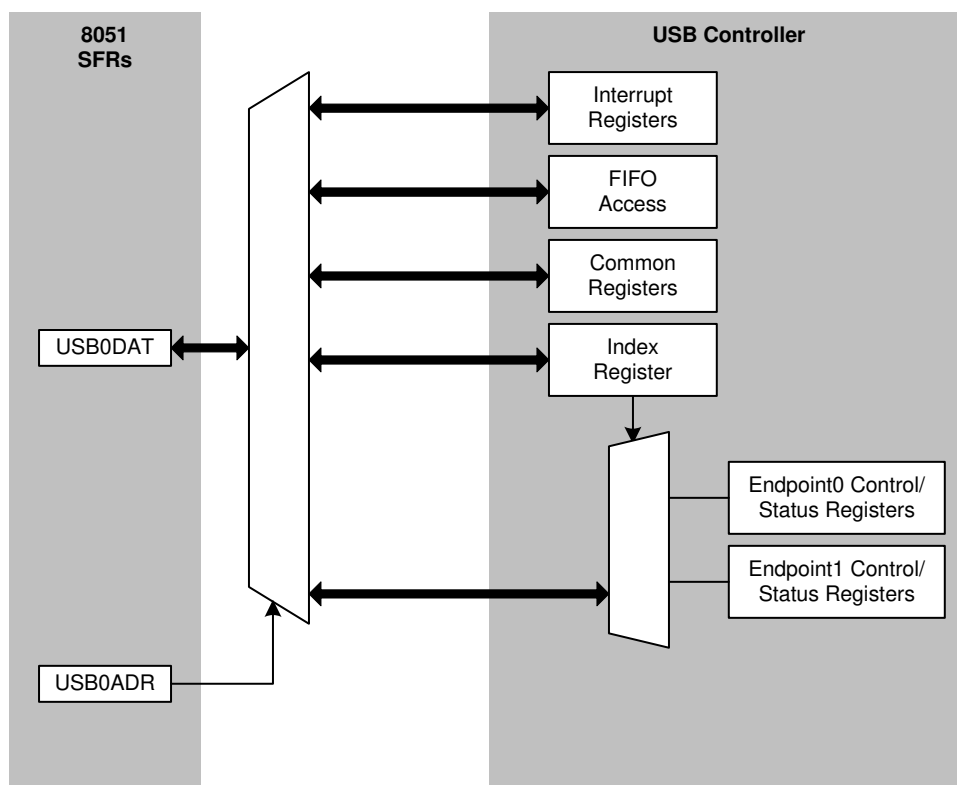 8051
SFRs
USB Controller
Interrupt
Registers
FIFO
Access
Common
Registers
USB0DAT
Index
Register
Endpoint0 Control/
Status Registers
Endpoint1 Control/
Status Registers
USB0ADR